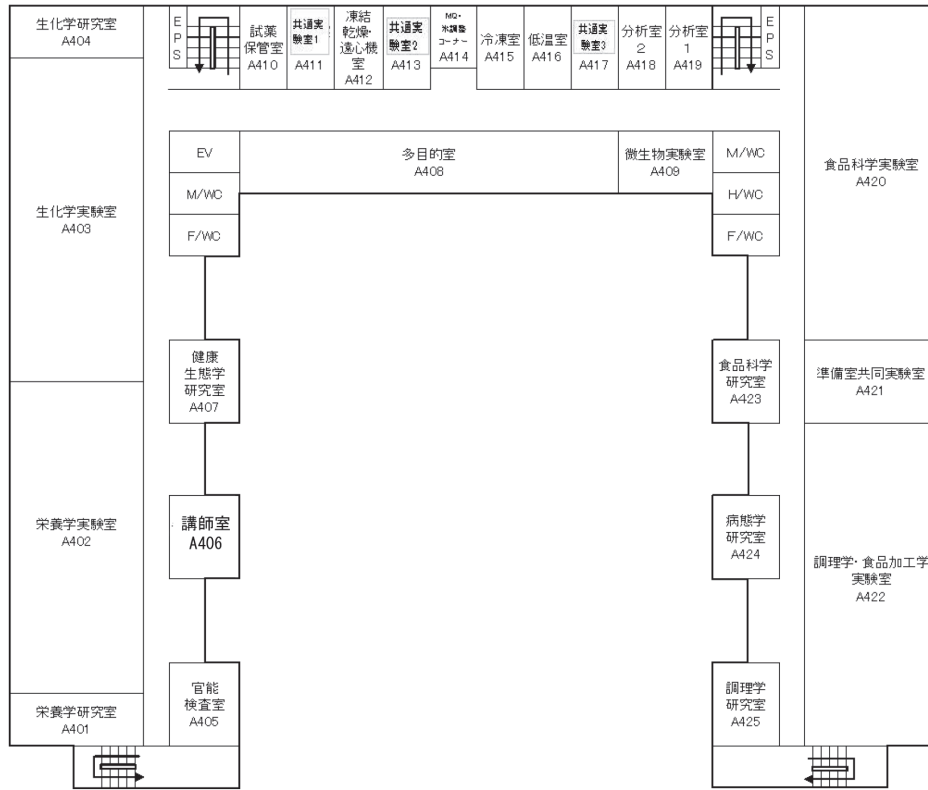 生化学研究室
A404
E
P
S
試薬
保管室
A410
共通実
験室1
A411
凍結
乾燥・
遠心機
室
A412
共通実
験室2
A413
MQ・
氷調整
コーナー
A414
冷凍室
A415
低温室
A416
共通実
験室3
A417
分析室
2
A418
分析室
1
A419
E
P
S
EV
M/WC
F/WC
多目的室
A408
微生物実験室
A409
M/WC
H/WC
F/WC
食品科学実験室
A420
生化学実験室
A403
健康
生態学
研究室
A407
食品科学
研究室
A423
準備室共同実験室
A421
栄養学実験室
A402
講師室
A406
病態学
研究室
A424
調理学・食品加工学
実験室
A422
栄養学研究室
A401
官能
検査室
A405
調理学
研究室
A425